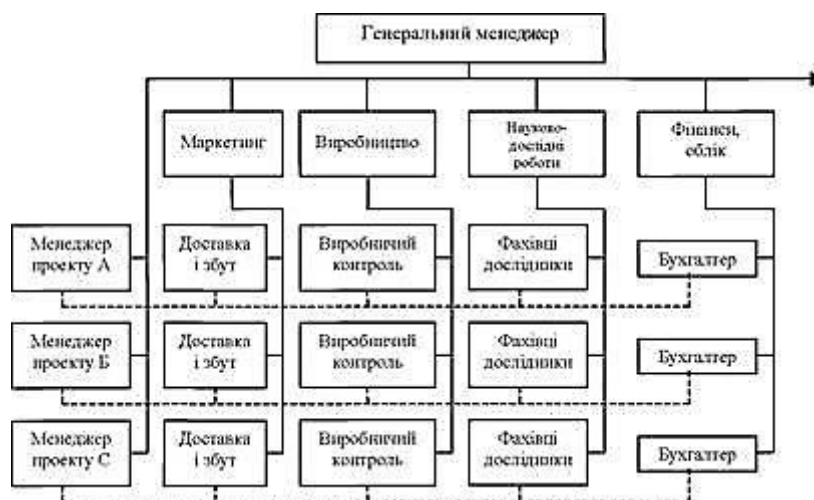 Генеральний менеджер
Маркетинг
Виробництво
Науково-
дослідні
роботи
Фінанси,
облік
Менеджер
проекту А
Доставка
і збут
Виробничий
контроль
Фахівці
дослідники
Бухгалтер
Менеджер
проекту Б
Доставка
і збут
Виробничий
контроль
Фахівці
дослідники
Бухгалтер
Менеджер
проекту С
Доставка
і збут
Виробничий
контроль
Фахівці
дослідники
Бухгалтер